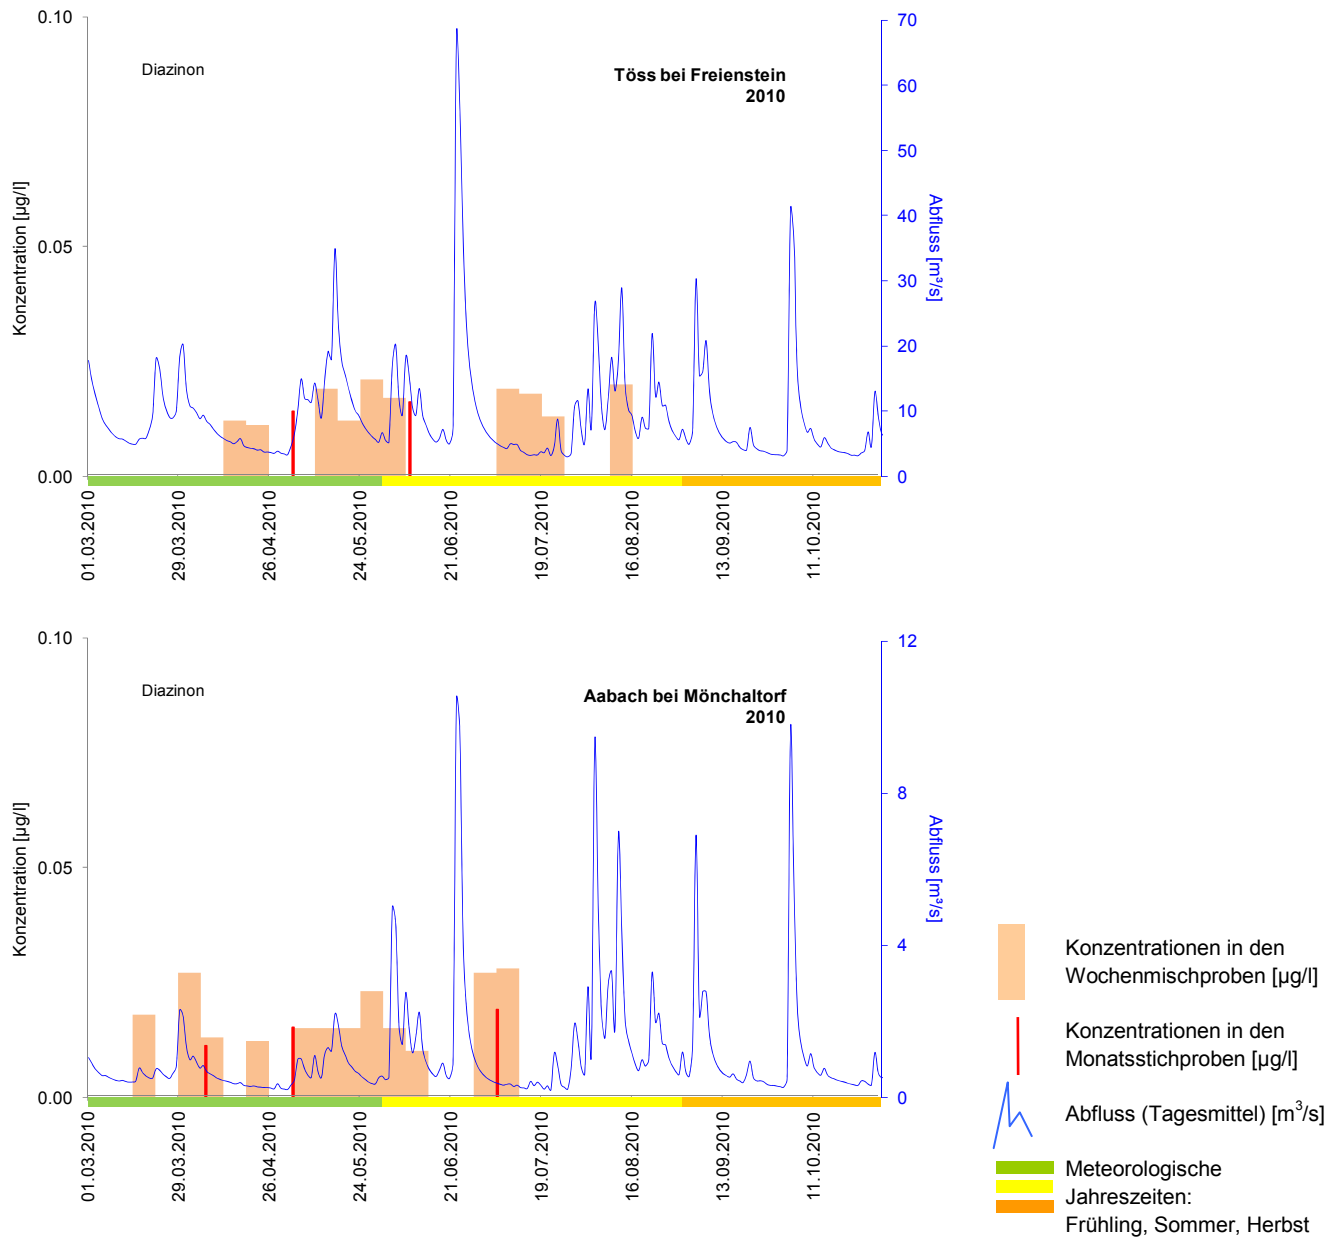 0.10
0.05
0.00
Konzentration [µg/l]
Diazinon
Töss bei Freienstein
2010
70
60
50
40
30
20
10
0
Abfluss [m³/s]
01.03.2010
29.03.2010
26.04.2010
24.05.2010
21.06.2010
19.07.2010
16.08.2010
13.09.2010
11.10.2010
0.10
0.05
0.00
Konzentration [µg/l]
Diazinon
Aabach bei Mönchaltorf
2010
12
8
4
0
Abfluss [m³/s]
01.03.2010
29.03.2010
26.04.2010
24.05.2010
21.06.2010
19.07.2010
16.08.2010
13.09.2010
11.10.2010
Konzentrationen in den
Wochenmischproben [µg/l]
Konzentrationen in den
Monatsstichproben [µg/l]
Abfluss (Tagesmittel) [m³/s]
Meteorologische
Jahreszeiten:
Frühling, Sommer, Herbst